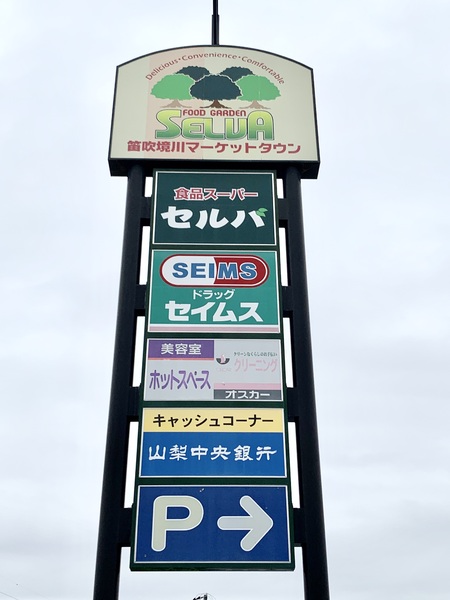 Delicious・Convenience・Comfortable
FOOD GARDEN
SELVA
笛吹境川マーケットタウン
食品スーパー
セルバ
SEIMS
ドラッグ
セイムス
美容室
ホットスペース
クリーニング
オスカー
キャッシュコーナー
山梨中央銀行
P→